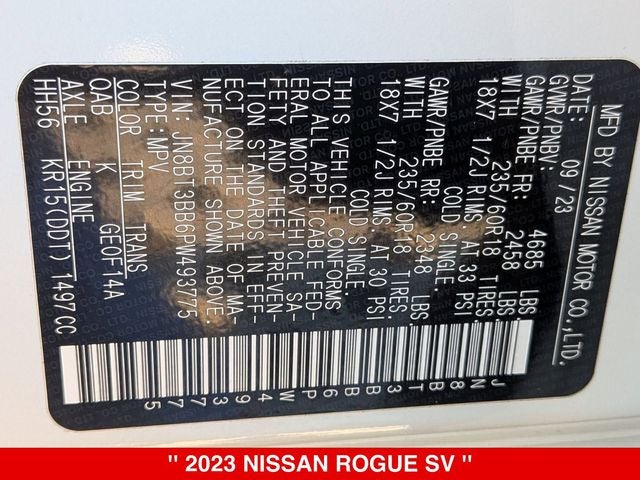 MFD BY NISSAN MOTOR CO.,LTD.
DATE: 09/23
GVWR/PNBV: 4685 LBS
GAWR/PNBE FR: 2458 LBS.
WITH 235/60R18 TIRES
18X7 1/2J RIMS AT 33 PSI
COLD SINGLE
GAWR/PNBE RR: 2348 LBS.
WITH 235/60R18 TIRES
18X7 1/2J RIMS AT 30 PSI
COLD SINGLE
THIS VEHICLE CONFORMS
TO ALL APPLICABLE FED-
ERAL MOTOR VEHICLE SA-
FETY AND THEFT PREVEN-
TION STANDARDS IN EFF-
ECT ON THE DATE OF MA-
NUFACTURE SHOWN ABOVE.
VIN: JN8BT3BB6PW493775
TYPE: MPV
COLOR TRIM TRANS
QAB K GE0F14A
AXLE ENGINE
HH56 KR15(DDT) 1497CC
JN8BT3BB6PW493775
" 2023 NISSAN ROGUE SV "